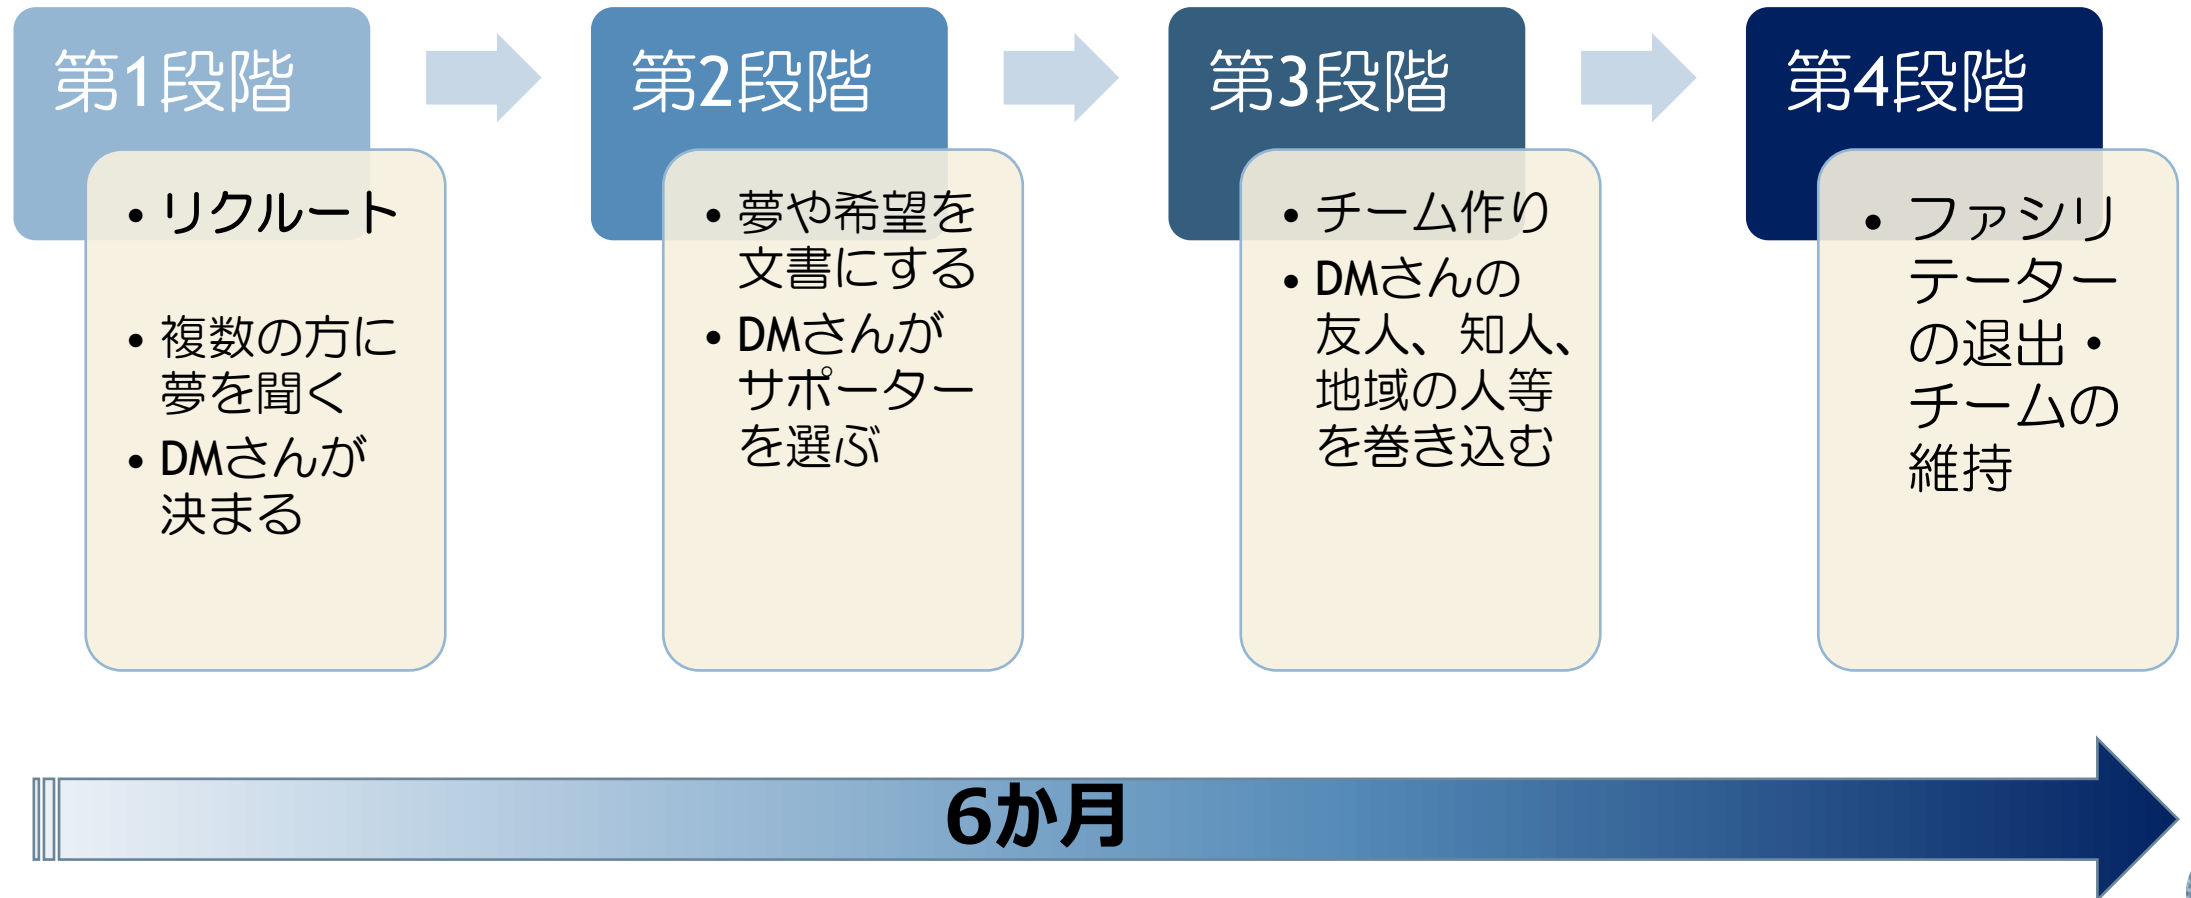 第1段階
• リクルート
• 複数の方に
夢を聞く
• DMさんが
決まる
第2段階
• 夢や希望を
文書にする
• DMさんが
サポーター
を選ぶ
第3段階
• チーム作り
• DMさんの
友人、知人、
地域の人等
を巻き込む
第4段階
• ファシリ
テーター
の退出・
チームの
維持
6か月